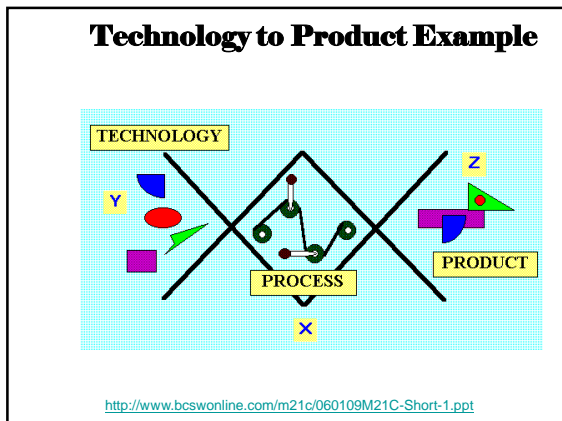 Technology to Product Example
TECHNOLOGY
Z
Y
PRODUCT
PROCESS
X
http://www.bcswonline.com/m21c/060109M21C-Short-1.ppt